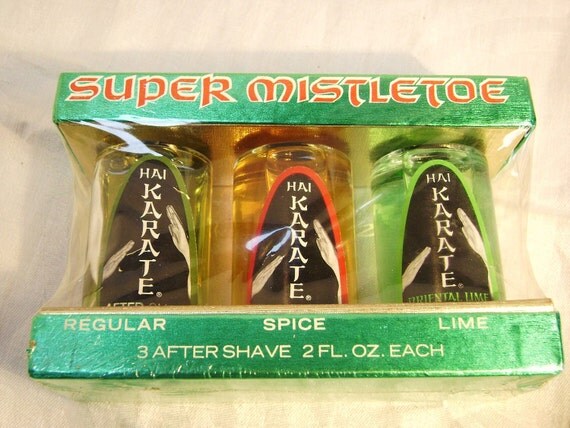 SUPER MISTLETOE
HAI
KARATE®
AFTER
REGULAR
HAI
KARATE®
SPICE
HAI
KARATE®
ORIENTAL LIME
LIME
3 AFTER SHAVE 2 FL. OZ. EACH